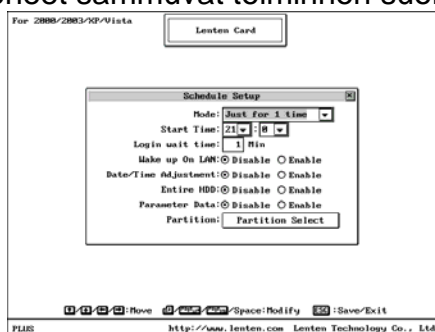 For 2000/2003/XP/Vista
Lenten Card
Schedule Setup
Mode: Just for 1 time
Start Time: 21 : 0
Login wait time: 1 Min
Wake up On LAN: Disable Enable
Date/Time Adjustment: Disable Enable
Entire HDD: Disable Enable
Parameter Data: Disable Enable
Partition: Partition Select
:Move /Space:Modify :Save/Exit
PLUS http://www.lenten.com Lenten Technology Co., Ltd